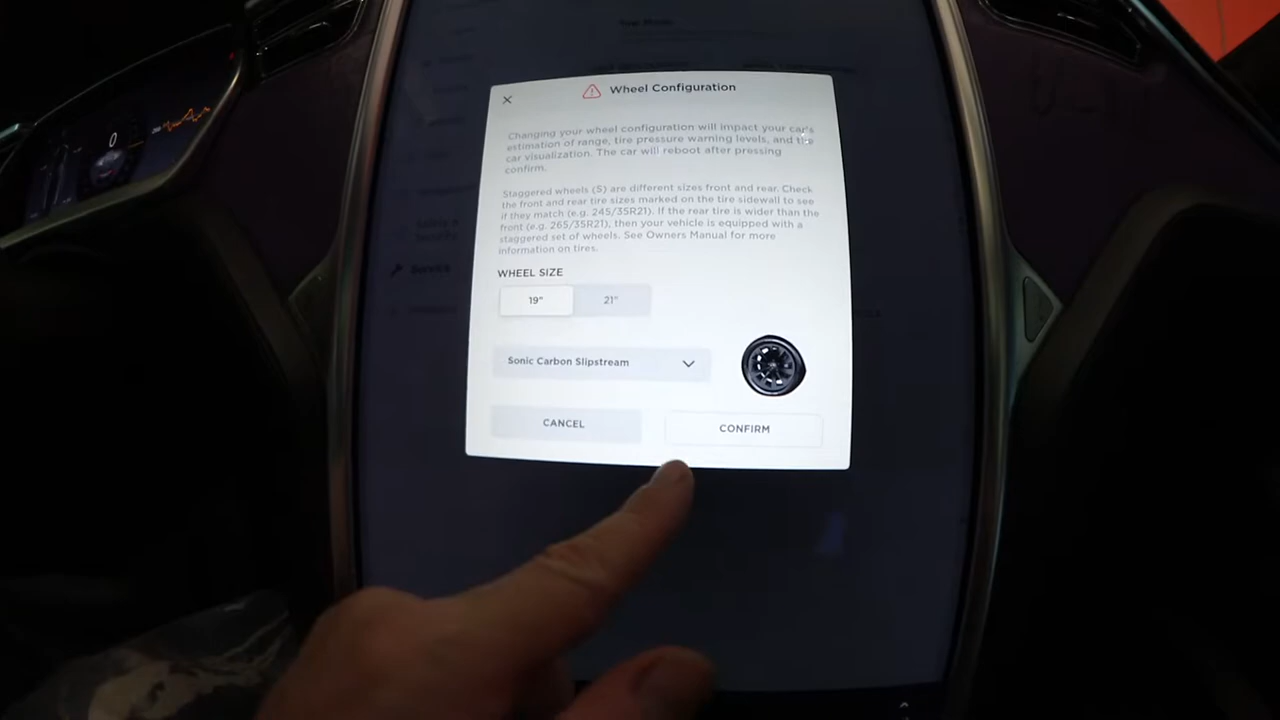 Wheel Configuration
Changing your wheel configuration will impact your car's
estimation of range, tire pressure warning levels, and the
car visualization. The car will reboot after pressing
confirm.
Staggered wheels (S) are different sizes front and rear. Check
the front and rear tire sizes marked on the tire sidewall to see
if they match (e.g. 245/35R21). If the rear tire is wider than the
front (e.g. 265/35R21), then your vehicle is equipped with a
staggered set of wheels. See Owners Manual for more
information on tires.
WHEEL SIZE
19" 21"
Sonic Carbon Slipstream
CANCEL CONFIRM
0
Service